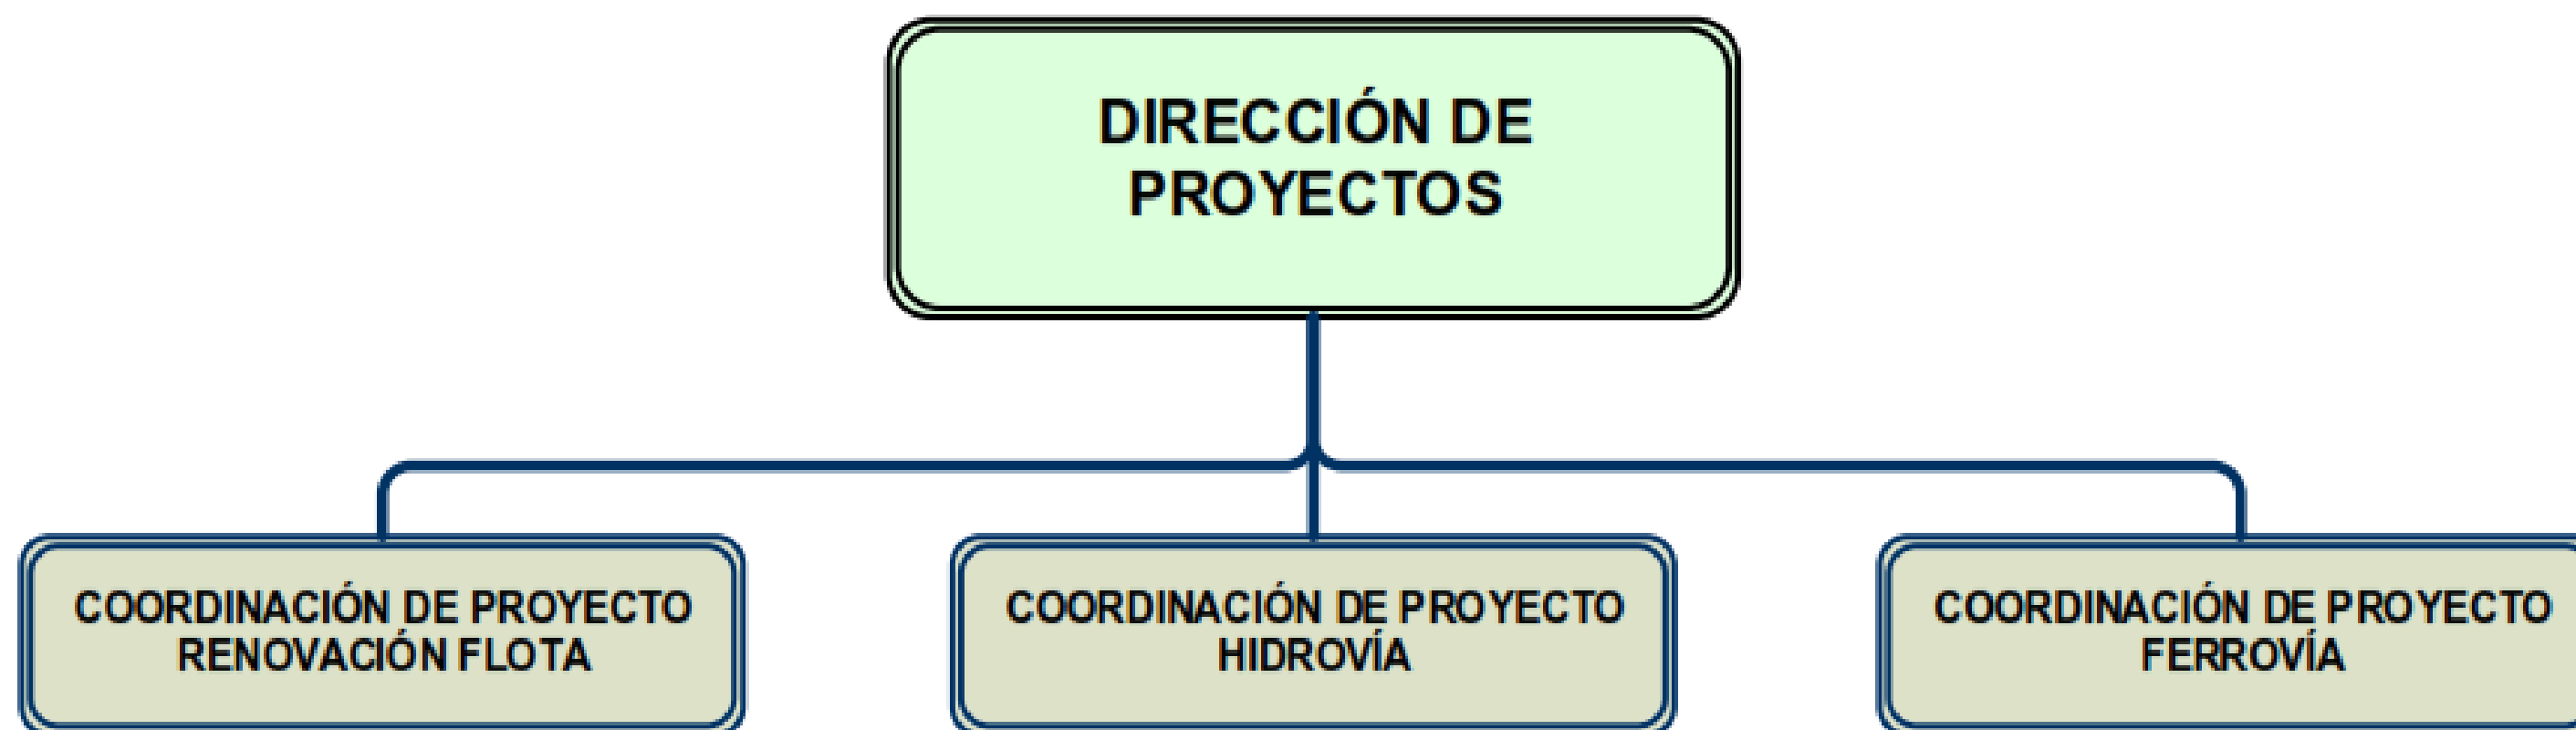 DIRECCIÓN DE
PROYECTOS
COORDINACIÓN DE PROYECTO
RENOVACIÓN FLOTA
COORDINACIÓN DE PROYECTO
HIDROVÍA
COORDINACIÓN DE PROYECTO
FERROVÍA